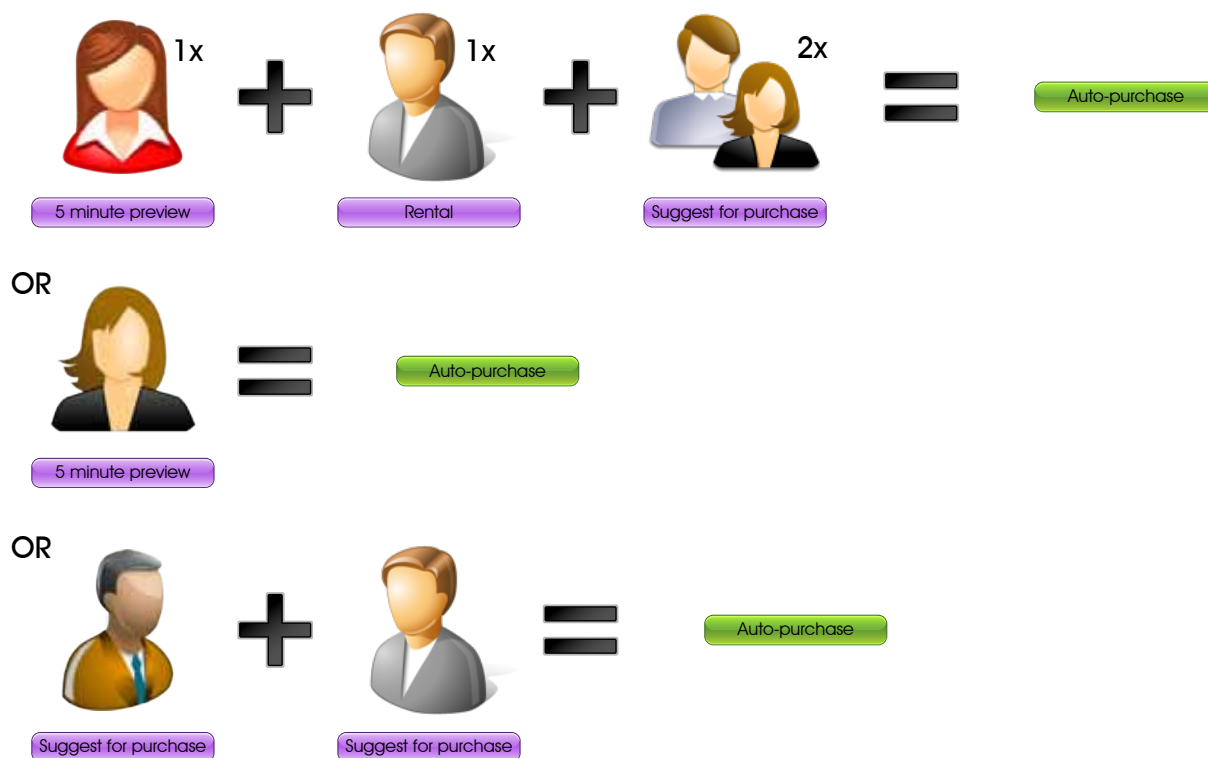 1x
1x
2x
Auto-purchase
5 minute preview
Rental
Suggest for purchase
OR
Auto-purchase
5 minute preview
OR
Auto-purchase
Suggest for purchase
Suggest for purchase